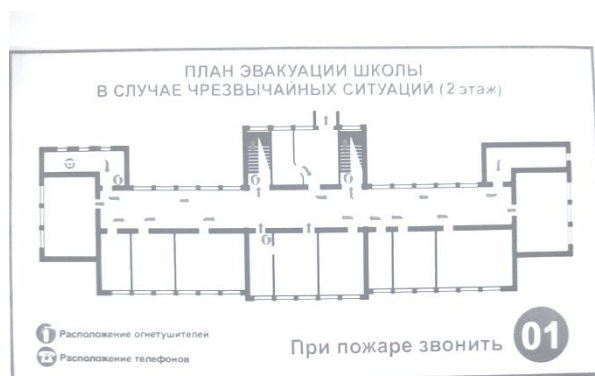 ПЛАН ЭВАКУАЦИИ ШКОЛЫ
В СЛУЧАЕ ЧРЕЗВЫЧАЙНЫХ СИТУАЦИЙ (2 этаж)
Расположение огнетушителей
Расположение телефонов
При пожаре звонить 01